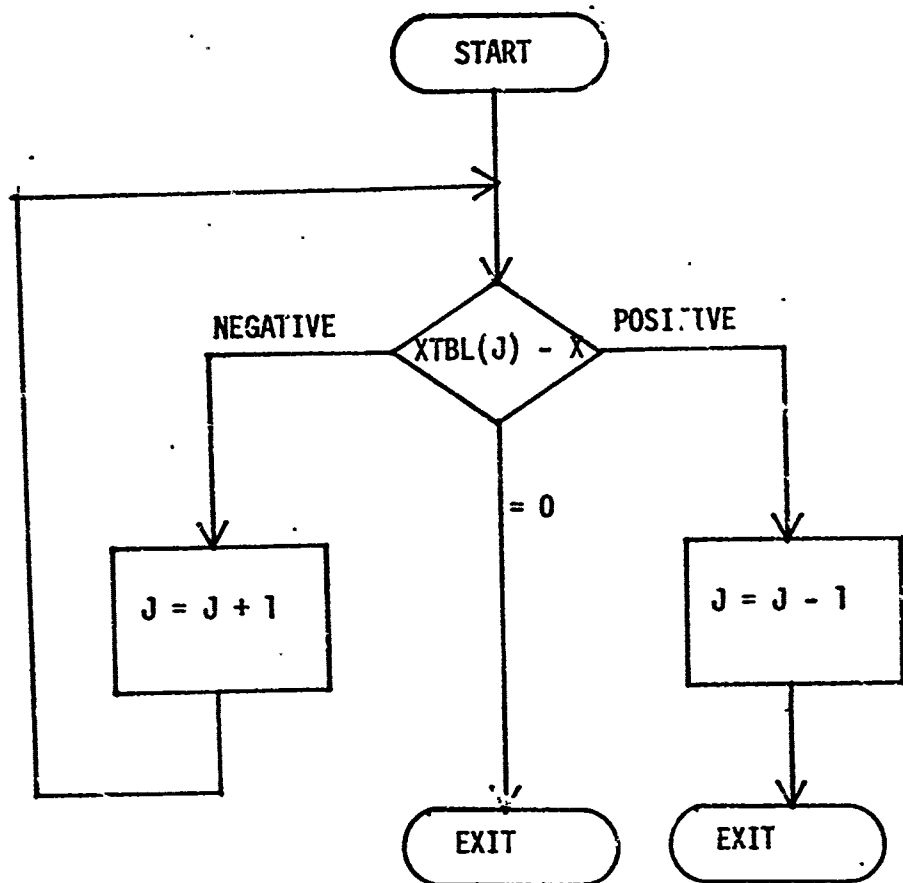 START
NEGATIVE
XTBL(J) - X
POSITIVE
= 0
J = J + 1
J = J - 1
EXIT
EXIT